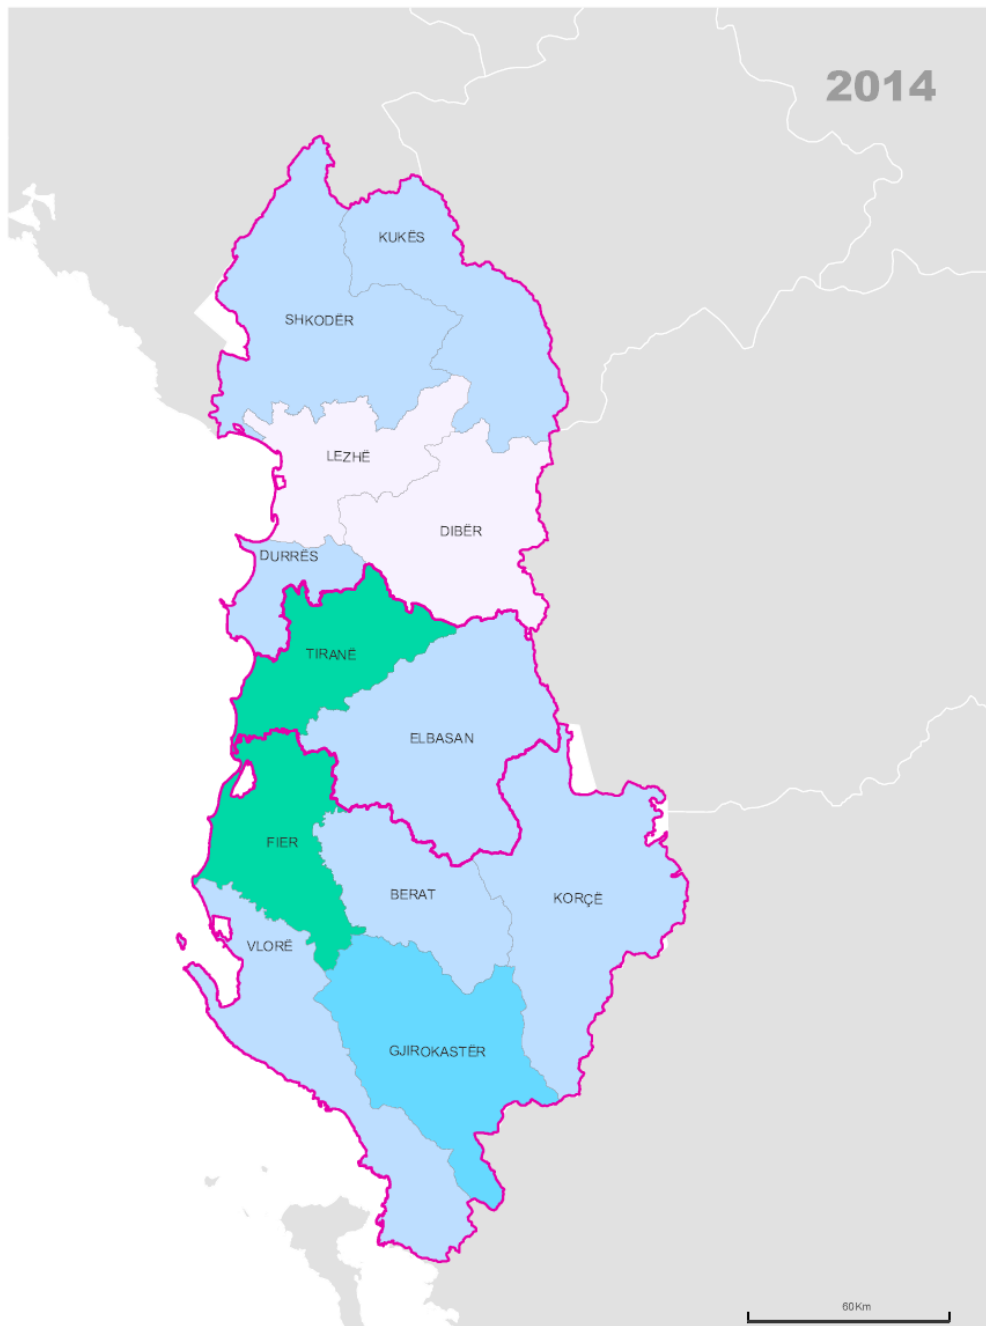 2014
KUKËS
SHKODËR
LEZHË
DIBËR
DURRËS
TIRANË
ELBASAN
FIER
BERAT
KORÇË
VLORË
GJIROKASTËR
60Km